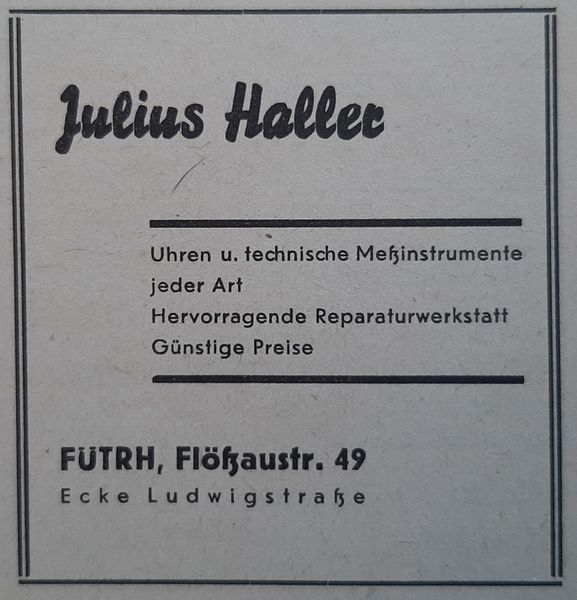 Julius Haller
Uhren u. technische Meßinstrumente
jeder Art
Hervorragende Reparaturwerkstatt
Günstige Preise
FÜTRH, Flößaustr. 49
Ecke Ludwigstraße